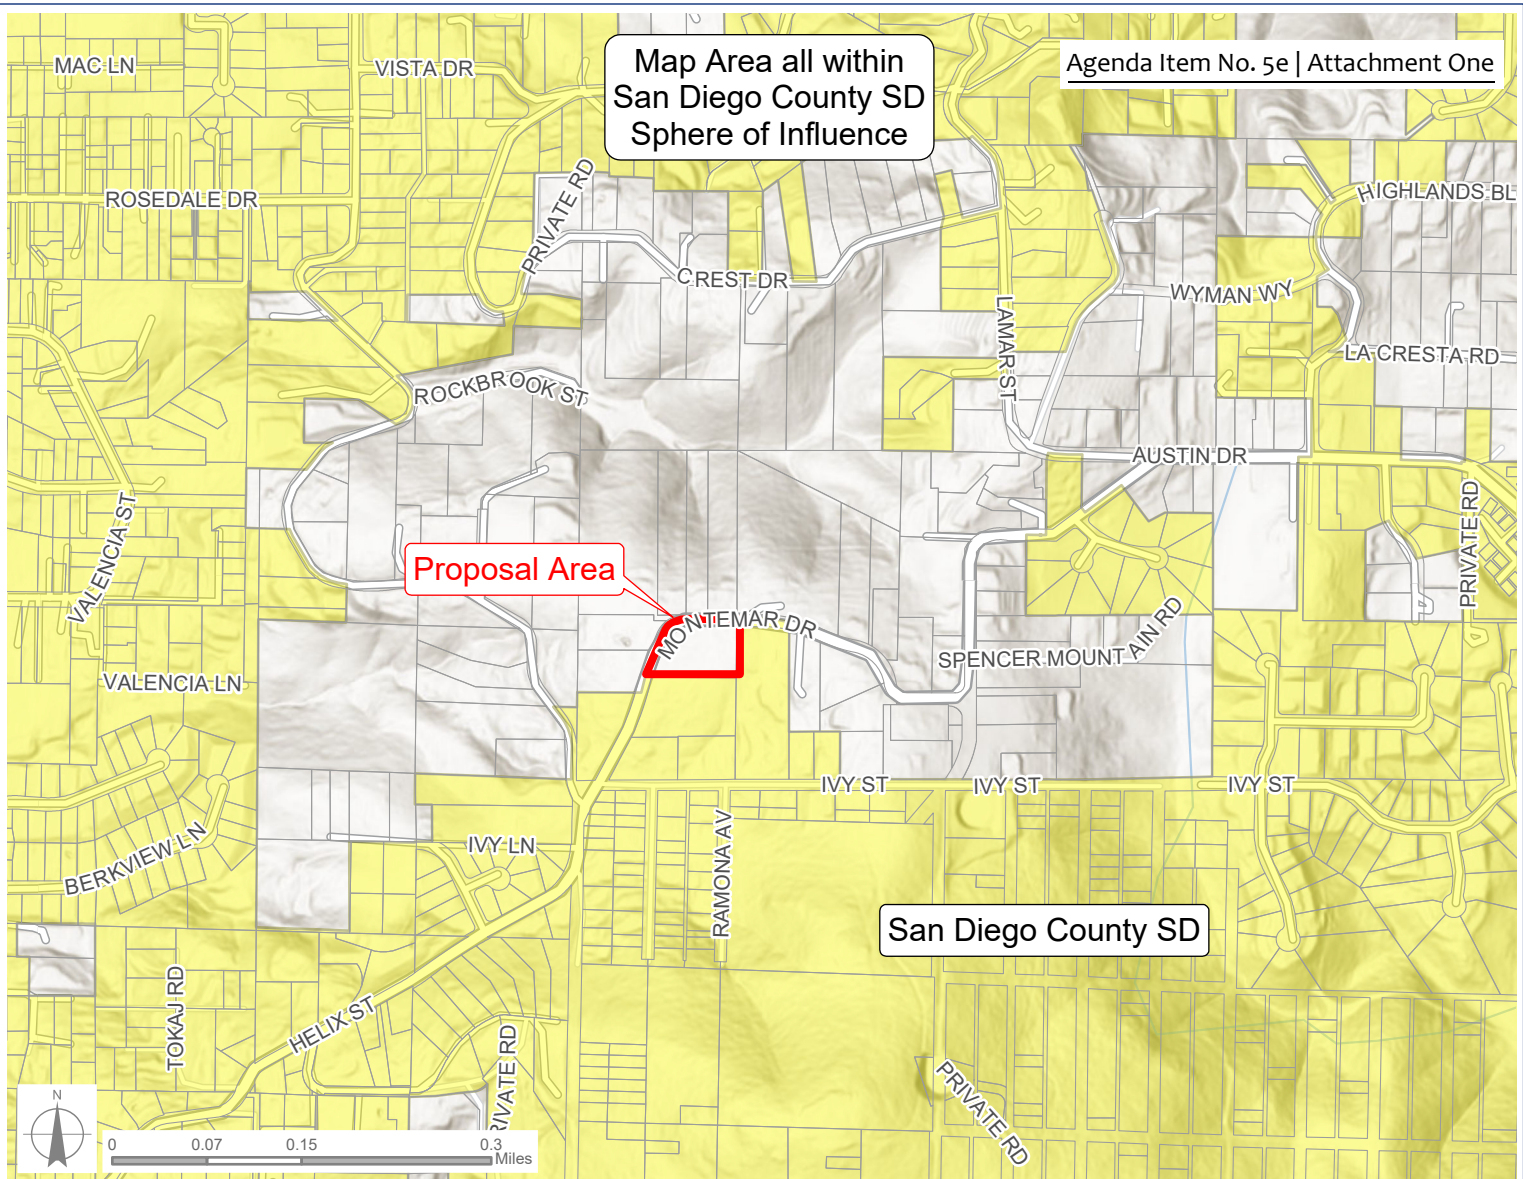 Agenda Item No. 5e | Attachment One
Map Area all within
San Diego County SD
Sphere of Influence
MAC LN
VISTA DR
ROSEDALE DR
PRIVATE RD
HIGHLANDS BL
CREST DR
WYMAN WY
LAMAR ST
LA CRESTA RD
ROCKBROOK ST
AUSTIN DR
VALENCIA ST
PRIVATE RD
Proposal Area
MONTEMAR DR
SPENCER MOUNTAIN RD
VALENCIA LN
IVY ST
IVY ST
IVY ST
BERKVIEW LN
IVY LN
RAMONA AV
San Diego County SD
TOKAJ RD
HELIX ST
RIVATE RD
PRIVATE RD
N
0 0.07 0.15 0.3
Miles